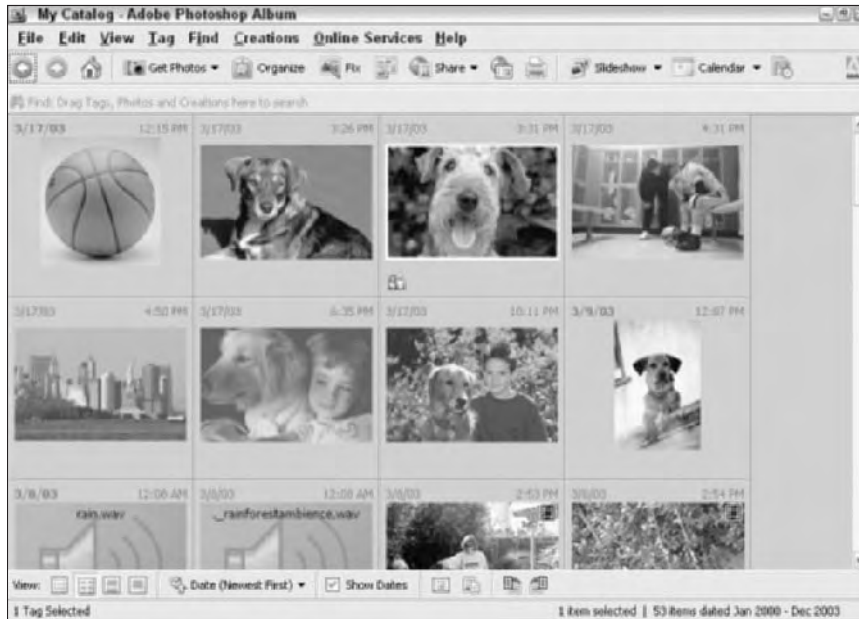 My Catalog - Adobe Photoshop Album
File Edit View Tag Find Creations Online Services Help
Get Photos Organize Fix Share Slideshow Calendar
Find: Drag Tags, Photos and Creations here to search
3/17/03 12:15 PM 3/17/03 3:26 PM 3/17/03 3:31 PM 3/17/03 4:31 PM
3/17/03 4:50 PM 3/17/03 6:35 PM 3/17/03 10:11 PM 3/9/03 12:07 PM
3/8/03 12:08 AM 3/8/03 12:08 AM 3/8/03 2:53 PM 3/8/03 2:54 PM
rain.wav _rainforestambience.wav
View: Date (Newest First) Show Dates
1 Tag Selected 1 item selected | 53 items dated Jan 2000 - Dec 2003